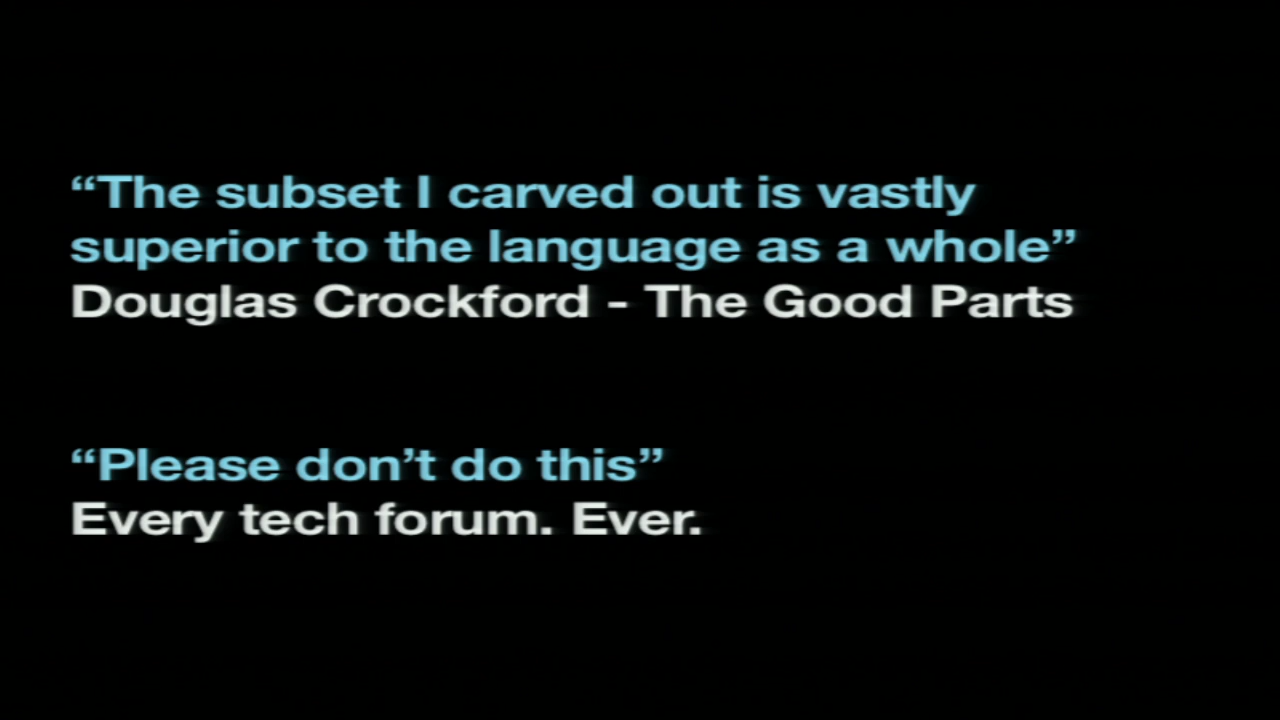 “The subset I carved out is vastly
superior to the language as a whole”
Douglas Crockford - The Good Parts
“Please don’t do this”
Every tech forum. Ever.